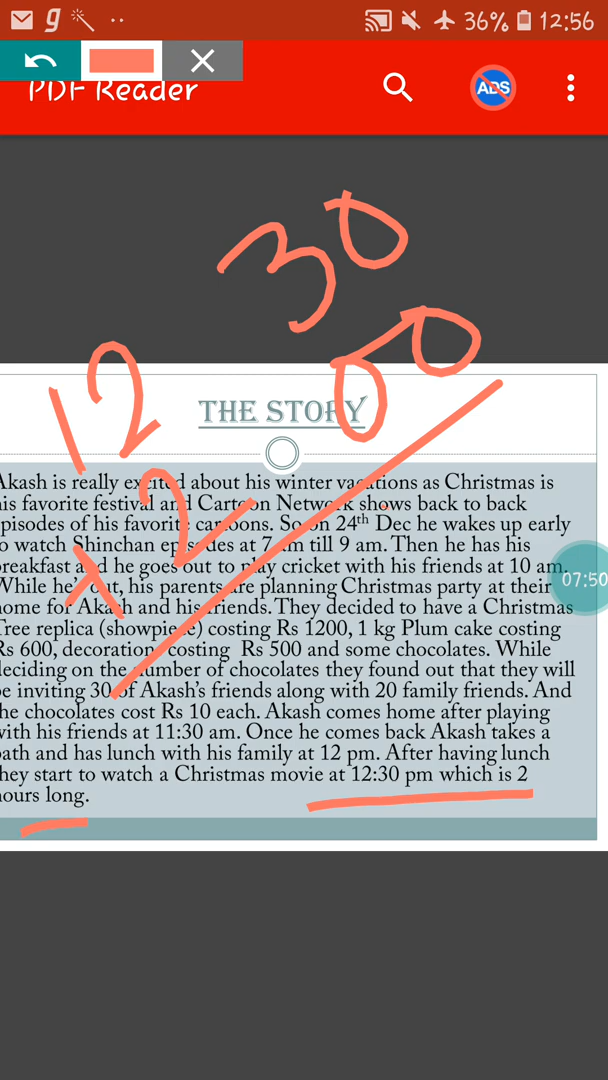 g 36% 12:56
PDF Reader ADS
30
12 00
+ 2
THE STORY
07:50
Akash is really excited about his winter vacations as Christmas is
his favorite festival and Cartoon Network shows back to back
episodes of his favorite cartoons. So on 24th Dec he wakes up early
to watch Shinchan episodes at 7 am till 9 am. Then he has his
breakfast and he goes out to play cricket with his friends at 10 am.
While he's out, his parents are planning Christmas party at their
home for Akash and his friends. They decided to have a Christmas
Tree replica (showpiece) costing Rs 1200, 1 kg Plum cake costing
Rs 600, decoration costing Rs 500 and some chocolates. While
deciding on the number of chocolates they found out that they will
be inviting 30 of Akash's friends along with 20 family friends. And
the chocolates cost Rs 10 each. Akash comes home after playing
with his friends at 11:30 am. Once he comes back Akash takes a
bath and has lunch with his family at 12 pm. After having lunch
they start to watch a Christmas movie at 12:30 pm which is 2
hours long.